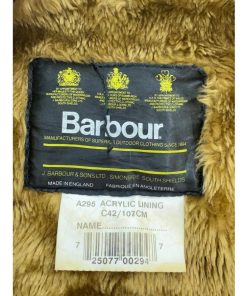 Barbour
MANUFACTURERS OF SUPERIOR OUTDOOR CLOTHING SINCE 1894
J. BARBOUR & SONS LTD. SIMONSIDE SOUTH SHIELDS
MADE IN ENGLAND FABRIQUE EN ANGLETERRE
A295 ACRYLIC LINING
C42/107CM
NAME
7 7
25077 00294